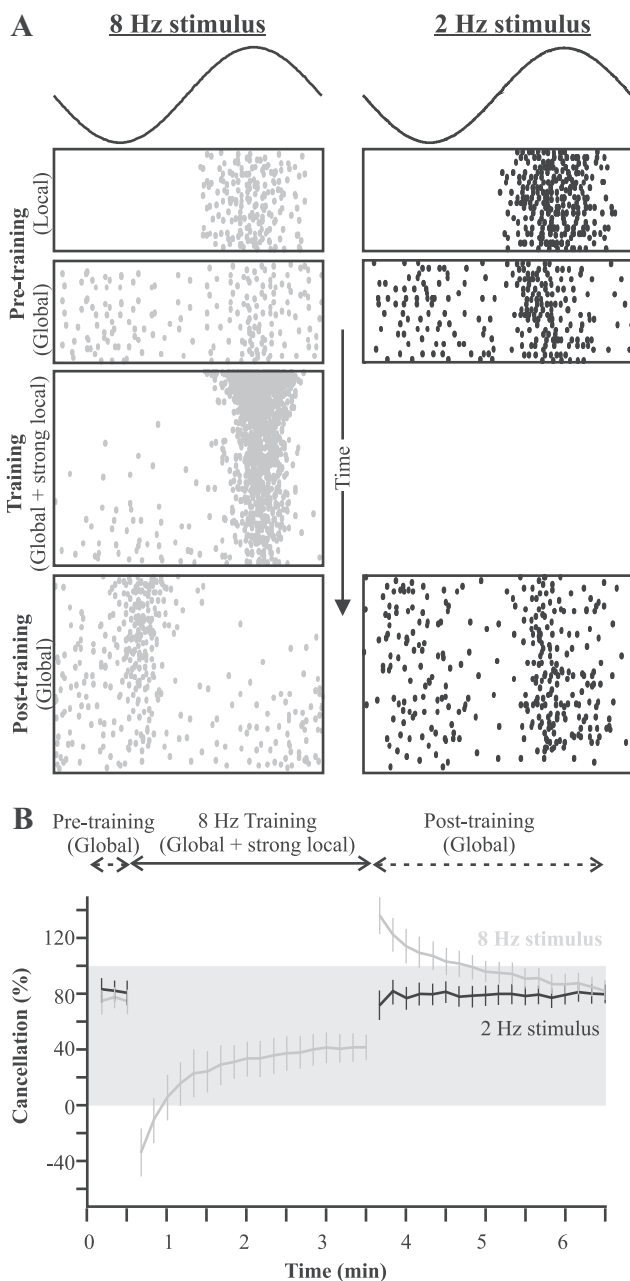 A
8 Hz stimulus
2 Hz stimulus
Pre-training
(Local)
(Global)
Training
(Global + strong local)
Time
Post-training
(Global)
B
Pre-training
(Global)
8 Hz Training
(Global + strong local)
Post-training
(Global)
Cancellation (%)
120
80
40
0
-40
8 Hz stimulus
2 Hz stimulus
0
1
2
3
4
5
6
Time (min)